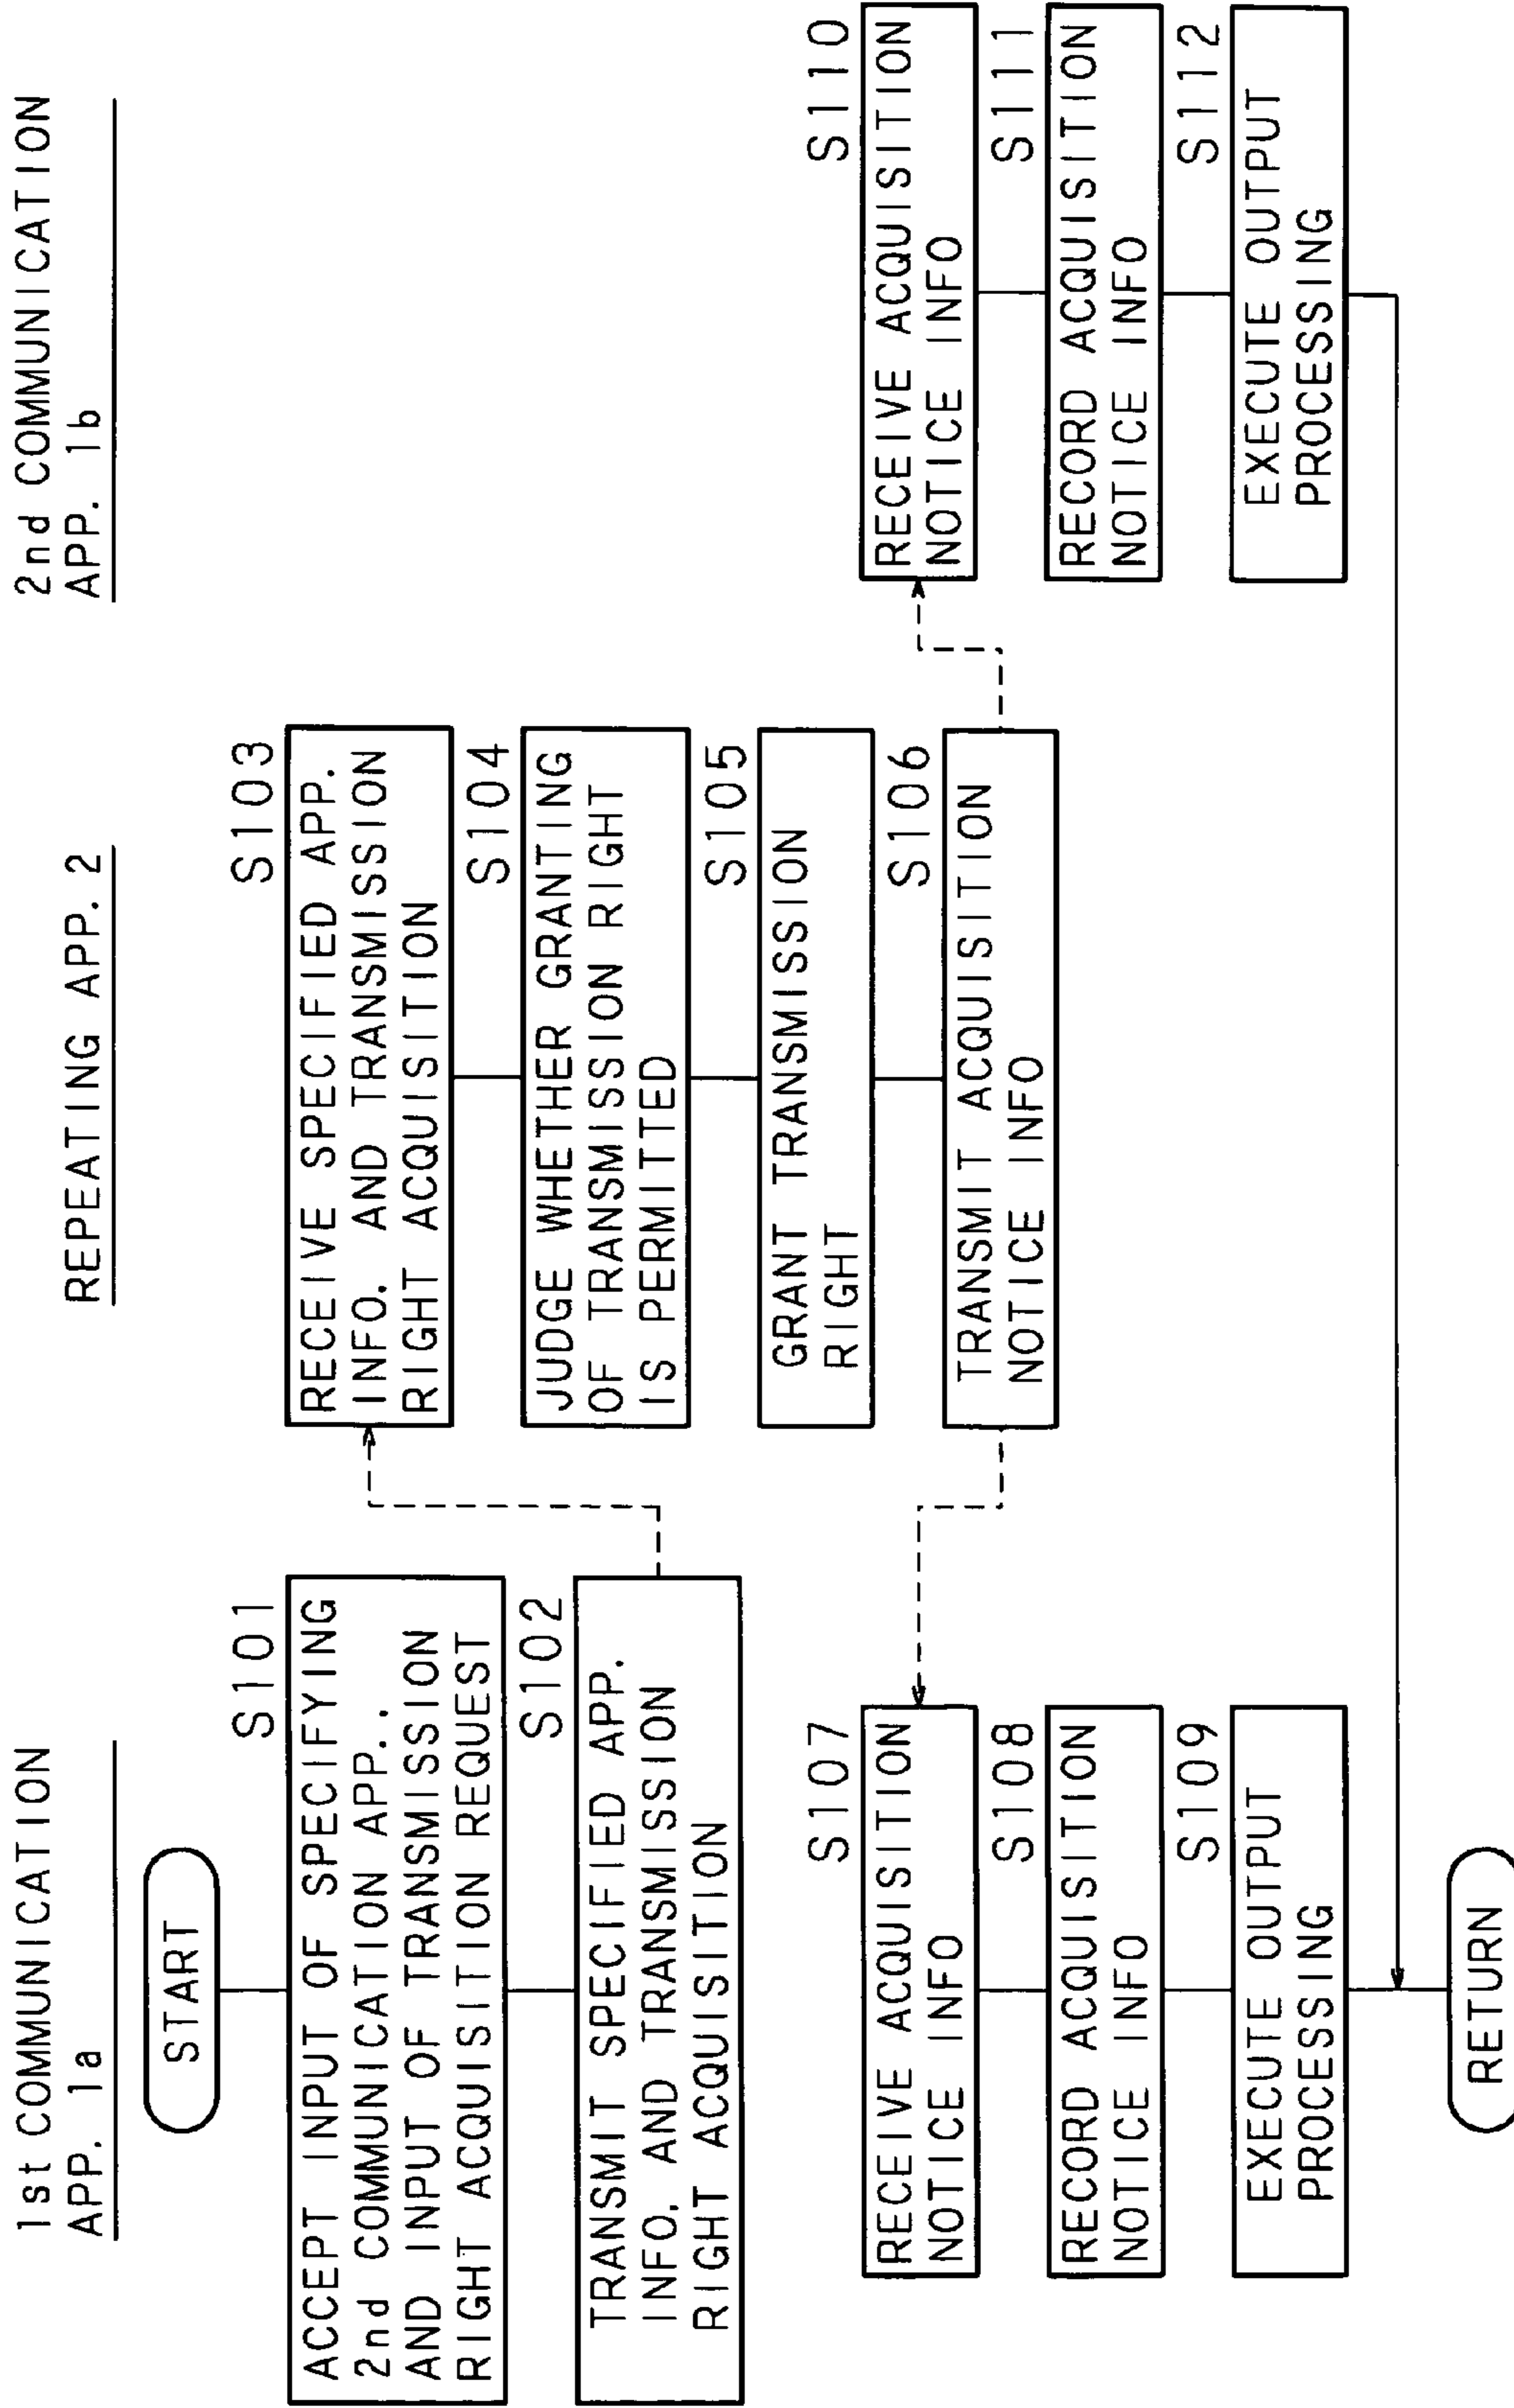 1st COMMUNICATION
APP. 1a
START
S101
ACCEPT INPUT OF SPECIFYING
2nd COMMUNICATION APP..
AND INPUT OF TRANSMISSION
RIGHT ACQUISITION REQUEST
S102
TRANSMIT SPECIFIED APP.
INFO. AND TRANSMISSION
RIGHT ACQUISITION
REPEATING APP. 2
S103
RECEIVE SPECIFIED APP.
INFO. AND TRANSMISSION
RIGHT ACQUISITION
S104
JUDGE WHETHER GRANTING
OF TRANSMISSION RIGHT
IS PERMITTED
S105
GRANT TRANSMISSION
RIGHT
S106
TRANSMIT ACQUISITION
NOTICE INFO
S107
RECEIVE ACQUISITION
NOTICE INFO
S108
RECORD ACQUISITION
NOTICE INFO
S109
EXECUTE OUTPUT
PROCESSING
2nd COMMUNICATION
APP. 1b
S110
RECEIVE ACQUISITION
NOTICE INFO
S111
RECORD ACQUISITION
NOTICE INFO
S112
EXECUTE OUTPUT
PROCESSING
RETURN